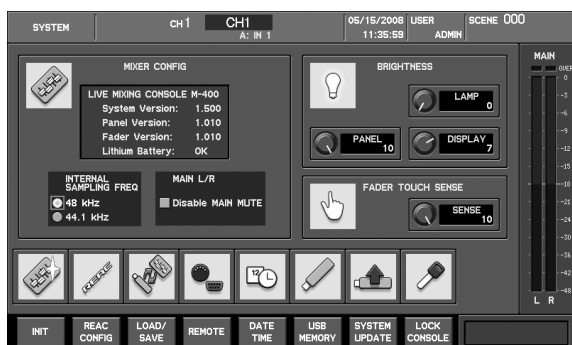 SYSTEM
CH 1
CH1
A: IN 1
05/15/2008
11:35:59
USER
ADMIN
SCENE 000
MIXER CONFIG
LIVE MIXING CONSOLE M-400
System Version: 1.500
Panel Version: 1.010
Fader Version: 1.010
Lithium Battery: OK
INTERNAL
SAMPLING FREQ
48 kHz
44.1 kHz
MAIN L/R
Disable MAIN MUTE
BRIGHTNESS
LAMP
0
PANEL
10
DISPLAY
7
FADER TOUCH SENSE
SENSE
10
MAIN
OVER
0
-3
-6
-9
-12
-15
-18
-21
-24
-30
-36
-42
-48
L R
REAC
12
INIT
REAC
CONFIG
LOAD/
SAVE
REMOTE
DATE
TIME
USB
MEMORY
SYSTEM
UPDATE
LOCK
CONSOLE